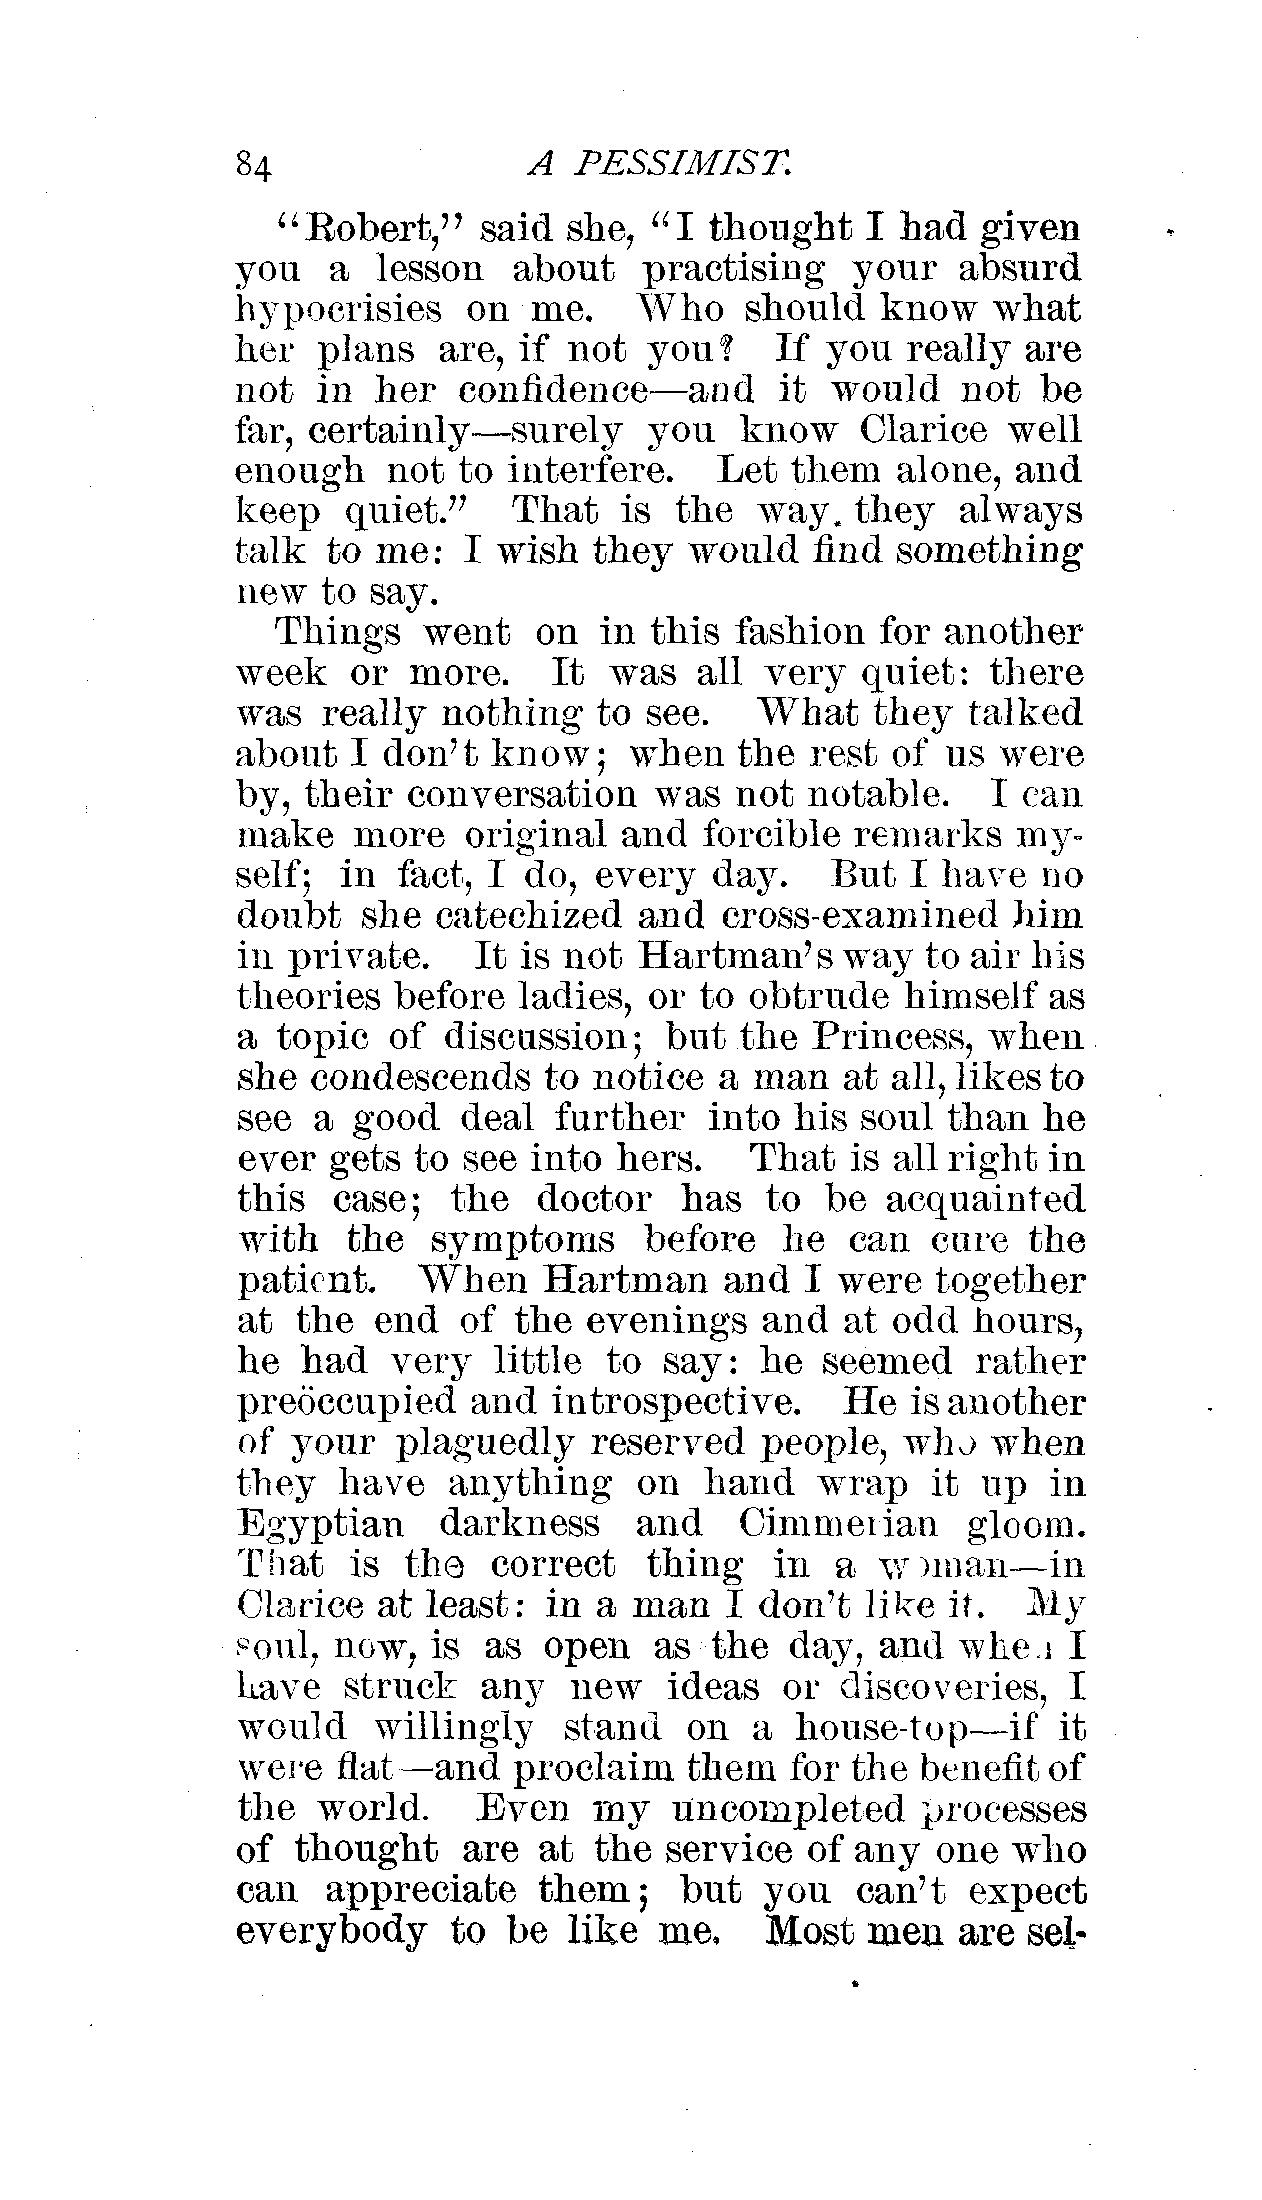 84 A PESSIMIST.
"Robert," said she, "I thought I had given
you a lesson about practising your absurd
hypocrisies on me. Who should know what
her plans are, if not you? If you really are
not in her confidence—and it would not be
far, certainly—surely you know Clarice well
enough not to interfere. Let them alone, and
keep quiet." That is the way. they always
talk to me: I wish they would find something
new to say.
Things went on in this fashion for another
week or more. It was all very quiet: there
was really nothing to see. What they talked
about I don't know; when the rest of us were
by, their conversation was not notable. I can
make more original and forcible remarks my-
self; in fact, I do, every day. But I have no
doubt she catechized and cross-examined him
in private. It is not Hartman's way to air his
theories before ladies, or to obtrude himself as
a topic of discussion; but the Princess, when
she condescends to notice a man at all, likes to
see a good deal further into his soul than he
ever gets to see into hers. That is all right in
this case; the doctor has to be acquainted
with the symptoms before he can cure the
patient. When Hartman and I were together
at the end of the evenings and at odd hours,
he had very little to say: he seemed rather
preöccupied and introspective. He is another
of your plaguedly reserved people, who when
they have anything on hand wrap it up in
Egyptian darkness and Cimmerian gloom.
That is the correct thing in a woman—in
Clarice at least: in a man I don't like it. My
soul, now, is as open as the day, and when I
have struck any new ideas or discoveries, I
would willingly stand on a house-top—if it
were flat—and proclaim them for the benefit of
the world. Even my uncompleted processes
of thought are at the service of any one who
can appreciate them; but you can't expect
everybody to be like me. Most men are sel-